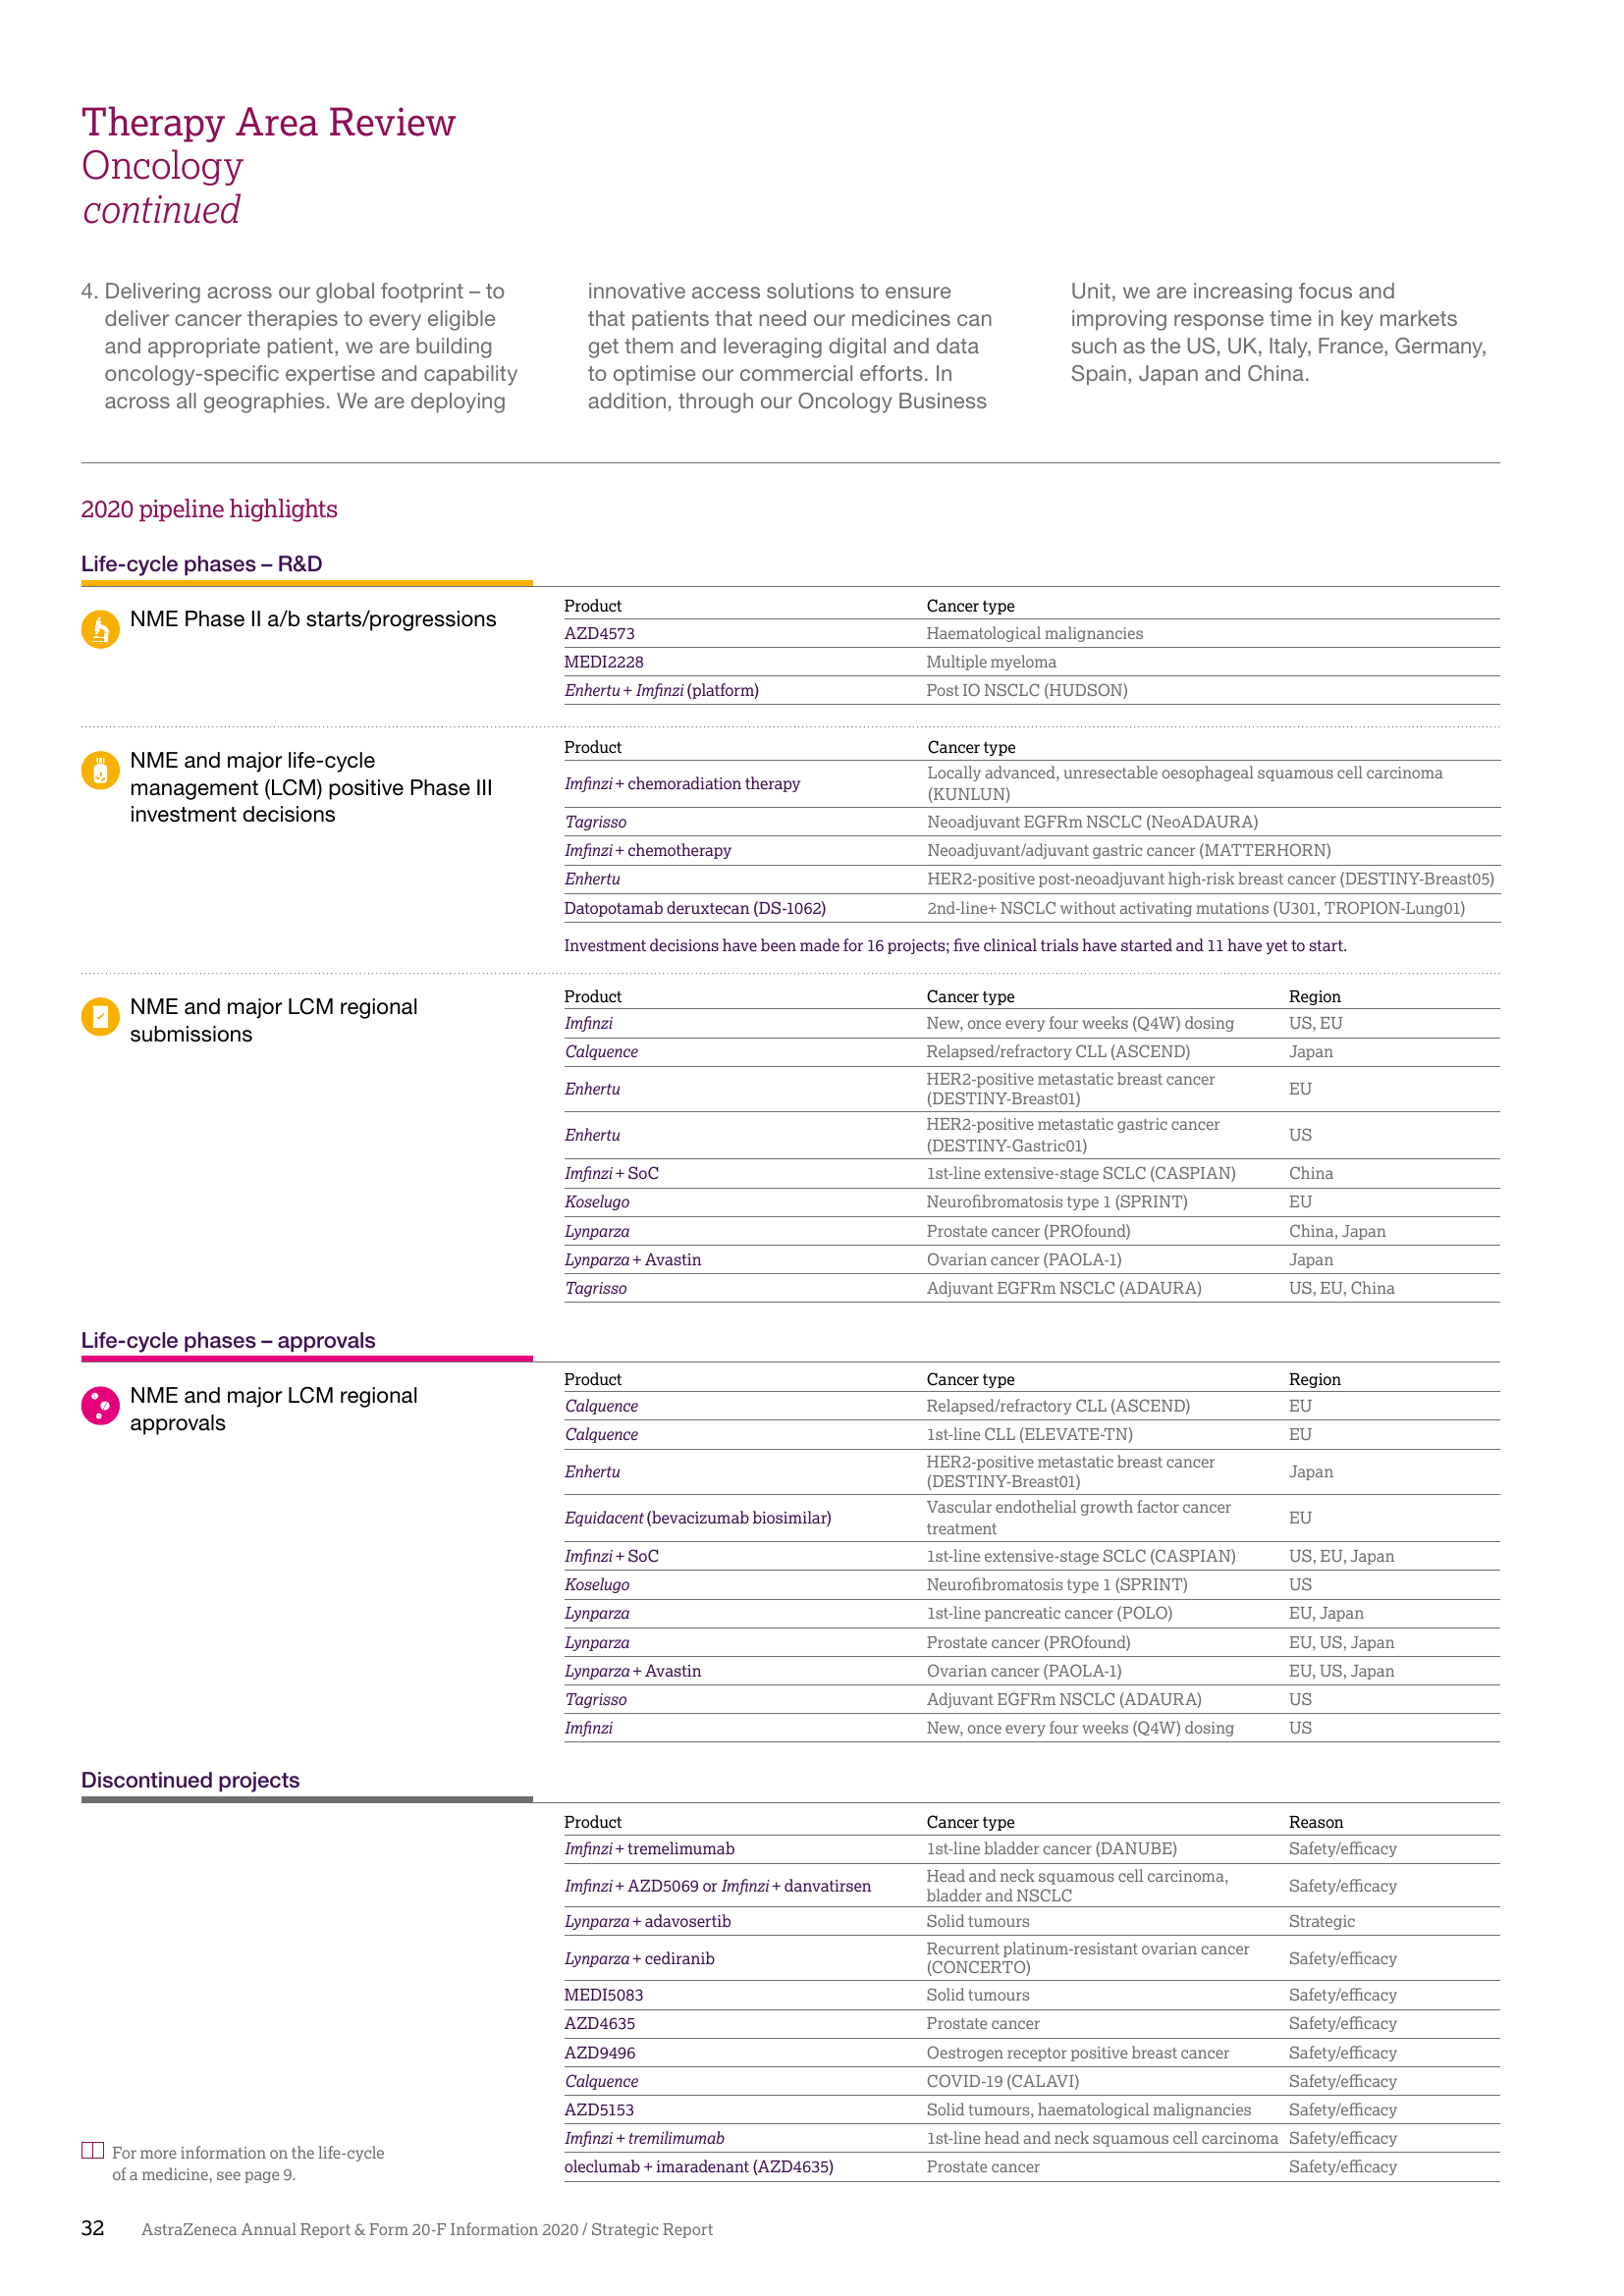 Therapy Area Review
Oncology
continued
4. Delivering across our global footprint – to
deliver cancer therapies to every eligible
and appropriate patient, we are building
oncology-specific expertise and capability
across all geographies. We are deploying
innovative access solutions to ensure
that patients that need our medicines can
get them and leveraging digital and data
to optimise our commercial efforts. In
addition, through our Oncology Business
Unit, we are increasing focus and
improving response time in key markets
such as the US, UK, Italy, France, Germany,
Spain, Japan and China.
2020 pipeline highlights
Life-cycle phases – R&D
NME Phase II a/b starts/progressions
Product Cancer type
AZD4573 Haematological malignancies
MEDI2228 Multiple myeloma
Enhertu + Imfinzi (platform) Post IO NSCLC (HUDSON)
NME and major life-cycle
management (LCM) positive Phase III
investment decisions
Product Cancer type
Imfinzi + chemoradiation therapy Locally advanced, unresectable oesophageal squamous cell carcinoma
(KUNLUN)
Tagrisso Neoadjuvant EGFRm NSCLC (NeoADAURA)
Imfinzi + chemotherapy Neoadjuvant/adjuvant gastric cancer (MATTERHORN)
Enhertu HER2-positive post-neoadjuvant high-risk breast cancer (DESTINY-Breast05)
Datopotamab deruxtecan (DS-1062) 2nd-line+ NSCLC without activating mutations (U301, TROPION-Lung01)
Investment decisions have been made for 16 projects; five clinical trials have started and 11 have yet to start.
NME and major LCM regional
submissions
Product Cancer type Region
Imfinzi New, once every four weeks (Q4W) dosing US, EU
Calquence Relapsed/refractory CLL (ASCEND) Japan
Enhertu HER2-positive metastatic breast cancer
(DESTINY-Breast01) EU
Enhertu HER2-positive metastatic gastric cancer
(DESTINY-Gastric01) US
Imfinzi + SoC 1st-line extensive-stage SCLC (CASPIAN) China
Koselugo Neurofibromatosis type 1 (SPRINT) EU
Lynparza Prostate cancer (PROfound) China, Japan
Lynparza + Avastin Ovarian cancer (PAOLA-1) Japan
Tagrisso Adjuvant EGFRm NSCLC (ADAURA) US, EU, China
Life-cycle phases – approvals
NME and major LCM regional
approvals
Product Cancer type Region
Calquence Relapsed/refractory CLL (ASCEND) EU
Calquence 1st-line CLL (ELEVATE-TN) EU
Enhertu HER2-positive metastatic breast cancer
(DESTINY-Breast01) Japan
Equidacent (bevacizumab biosimilar) Vascular endothelial growth factor cancer
treatment EU
Imfinzi + SoC 1st-line extensive-stage SCLC (CASPIAN) US, EU, Japan
Koselugo Neurofibromatosis type 1 (SPRINT) US
Lynparza 1st-line pancreatic cancer (POLO) EU, Japan
Lynparza Prostate cancer (PROfound) EU, US, Japan
Lynparza + Avastin Ovarian cancer (PAOLA-1) EU, US, Japan
Tagrisso Adjuvant EGFRm NSCLC (ADAURA) US
Imfinzi New, once every four weeks (Q4W) dosing US
Discontinued projects
Product Cancer type Reason
Imfinzi + tremelimumab 1st-line bladder cancer (DANUBE) Safety/efficacy
Imfinzi + AZD5069 or Imfinzi + danvatirsen Head and neck squamous cell carcinoma,
bladder and NSCLC Safety/efficacy
Lynparza + adavosertib Solid tumours Strategic
Lynparza + cediranib Recurrent platinum-resistant ovarian cancer
(CONCERTO) Safety/efficacy
MEDI5083 Solid tumours Safety/efficacy
AZD4635 Prostate cancer Safety/efficacy
AZD9496 Oestrogen receptor positive breast cancer Safety/efficacy
Calquence COVID-19 (CALAVI) Safety/efficacy
AZD5153 Solid tumours, haematological malignancies Safety/efficacy
Imfinzi + tremilimumab 1st-line head and neck squamous cell carcinoma Safety/efficacy
oleclumab + imaradenant (AZD4635) Prostate cancer Safety/efficacy
For more information on the life-cycle
of a medicine, see page 9.
32 AstraZeneca Annual Report & Form 20-F Information 2020 / Strategic Report